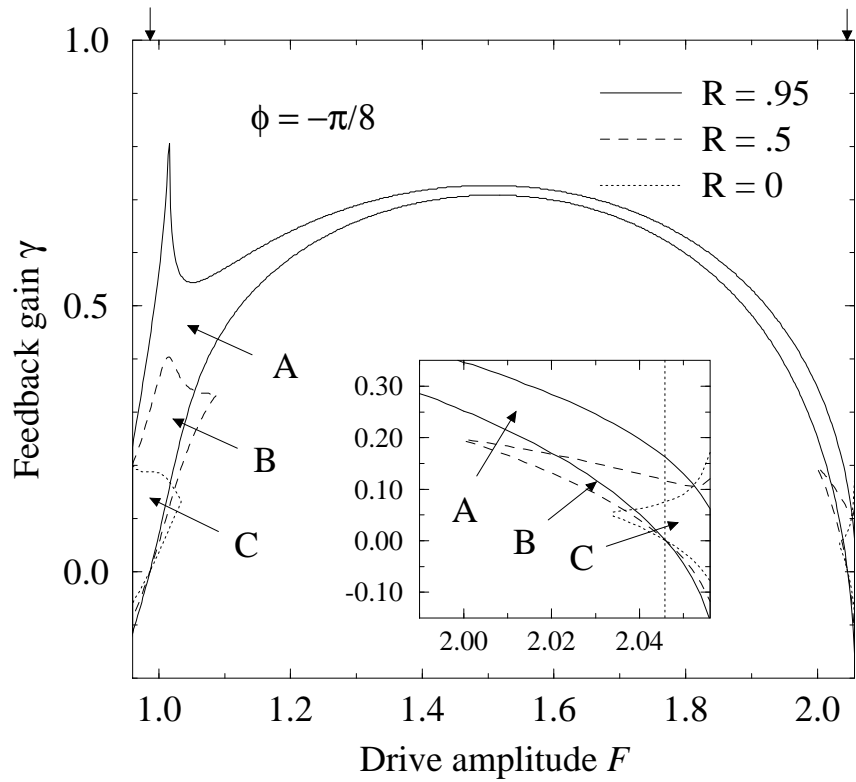 1.0
R = .95
ϕ = −π/8
R = .5
R = 0
Feedback gain γ
0.5
A
0.30
B
0.20
C
0.10
A
B
C
0.0
0.00
-0.10
2.00
2.02
2.04
1.0
1.2
1.4
1.6
1.8
2.0
Drive amplitude F